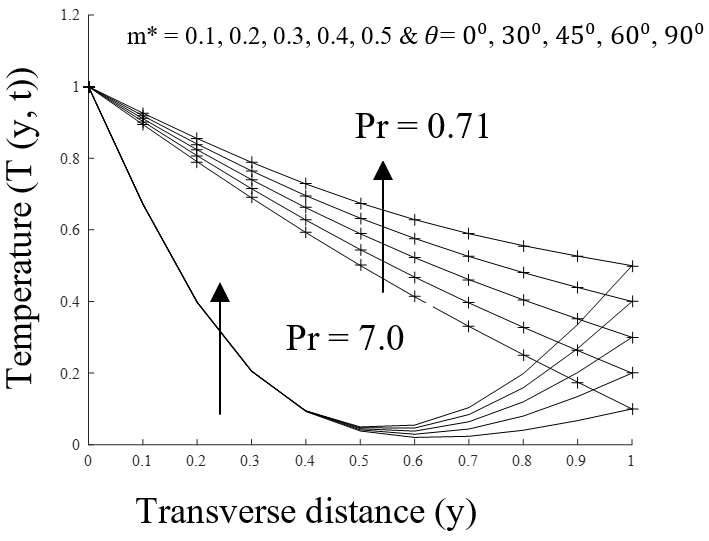 1.2
m* = 0.1, 0.2, 0.3, 0.4, 0.5 & θ= 0⁰, 30⁰, 45⁰, 60⁰, 90⁰
1
Pr = 0.71
0.8
0.6
0.4
Pr = 7.0
0.2
0
0 0.1 0.2 0.3 0.4 0.5 0.6 0.7 0.8 0.9 1
Temperature (T (y, t))
Transverse distance (y)